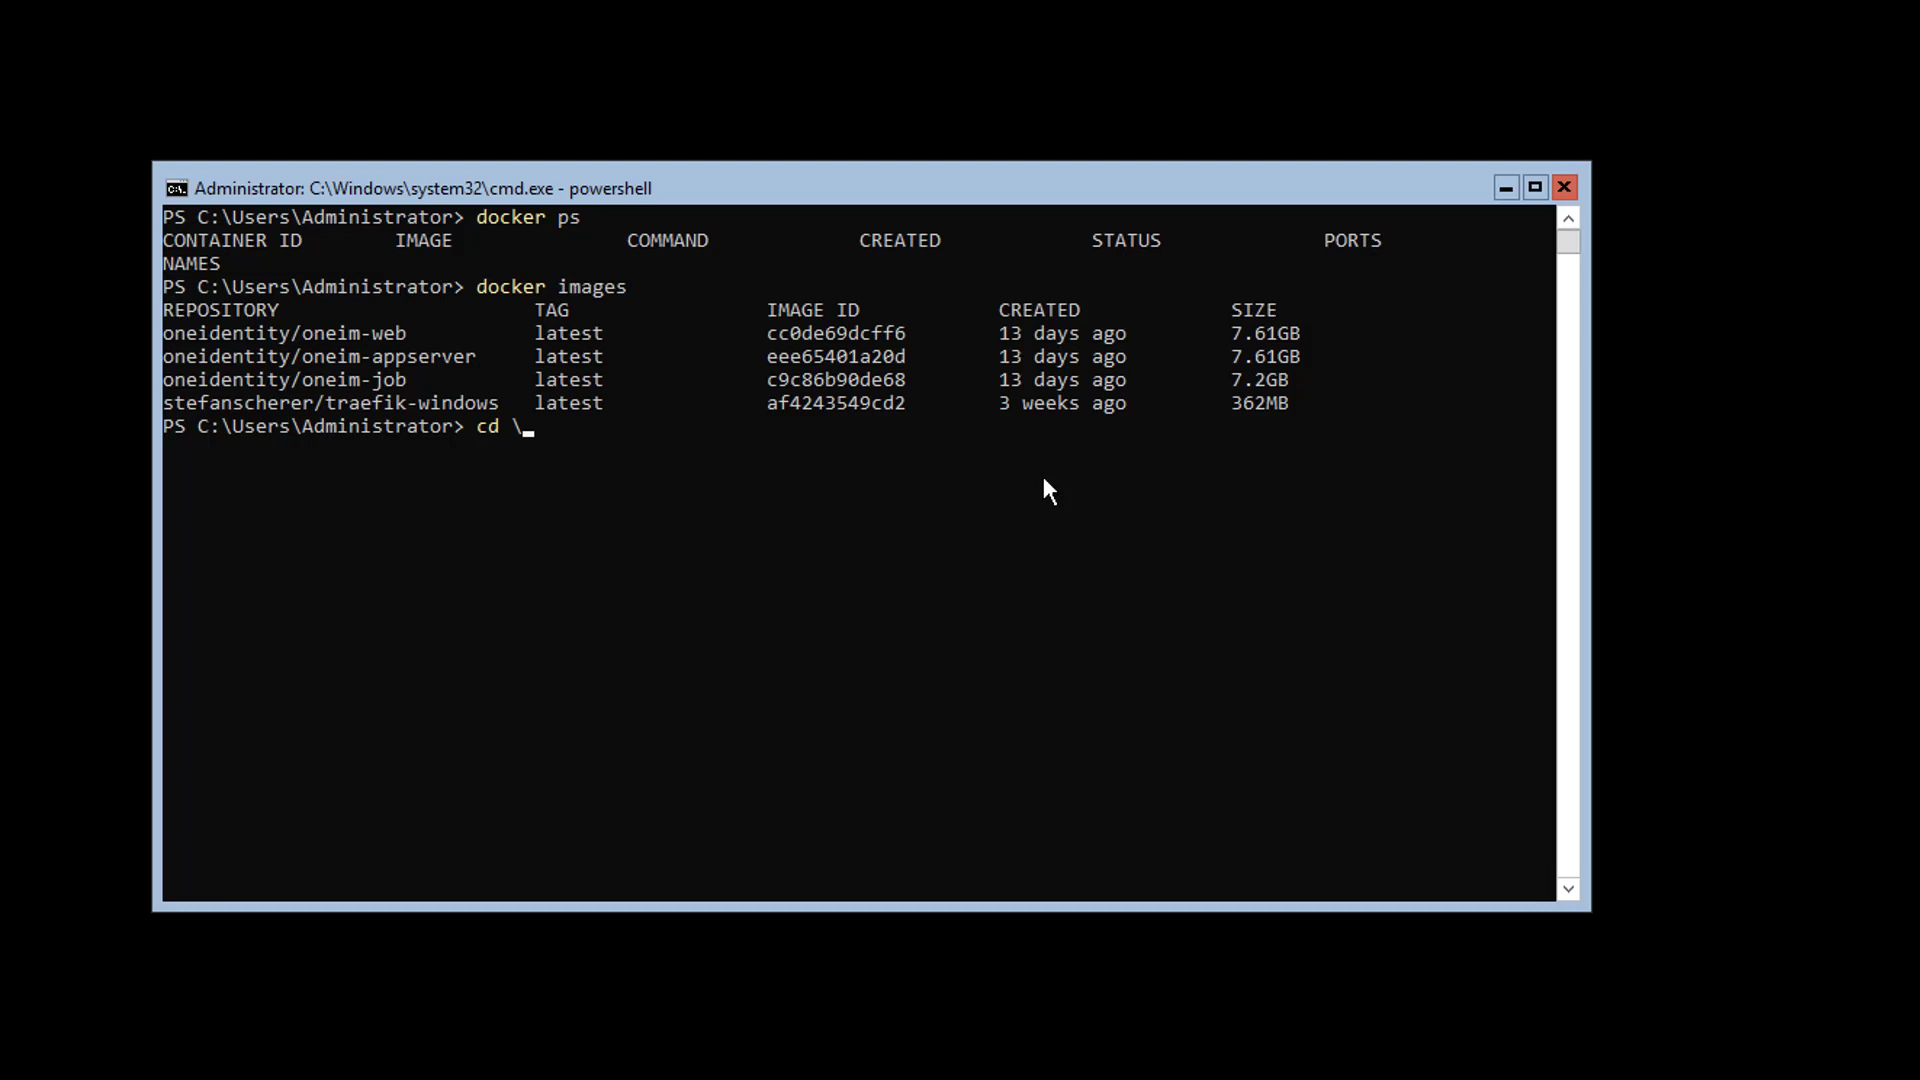 Administrator: C:\Windows\system32\cmd.exe - powershell
PS C:\Users\Administrator> docker ps
CONTAINER ID        IMAGE               COMMAND             CREATED             STATUS              PORTS
NAMES
PS C:\Users\Administrator> docker images
REPOSITORY                      TAG                 IMAGE ID            CREATED             SIZE
oneidentity/oneim-web           latest              cc0de69dcff6        13 days ago         7.61GB
oneidentity/oneim-appserver     latest              eee65401a20d        13 days ago         7.61GB
oneidentity/oneim-job           latest              c9c86b90de68        13 days ago         7.2GB
stefanscherer/traefik-windows   latest              af4243549cd2        3 weeks ago         362MB
PS C:\Users\Administrator> cd \